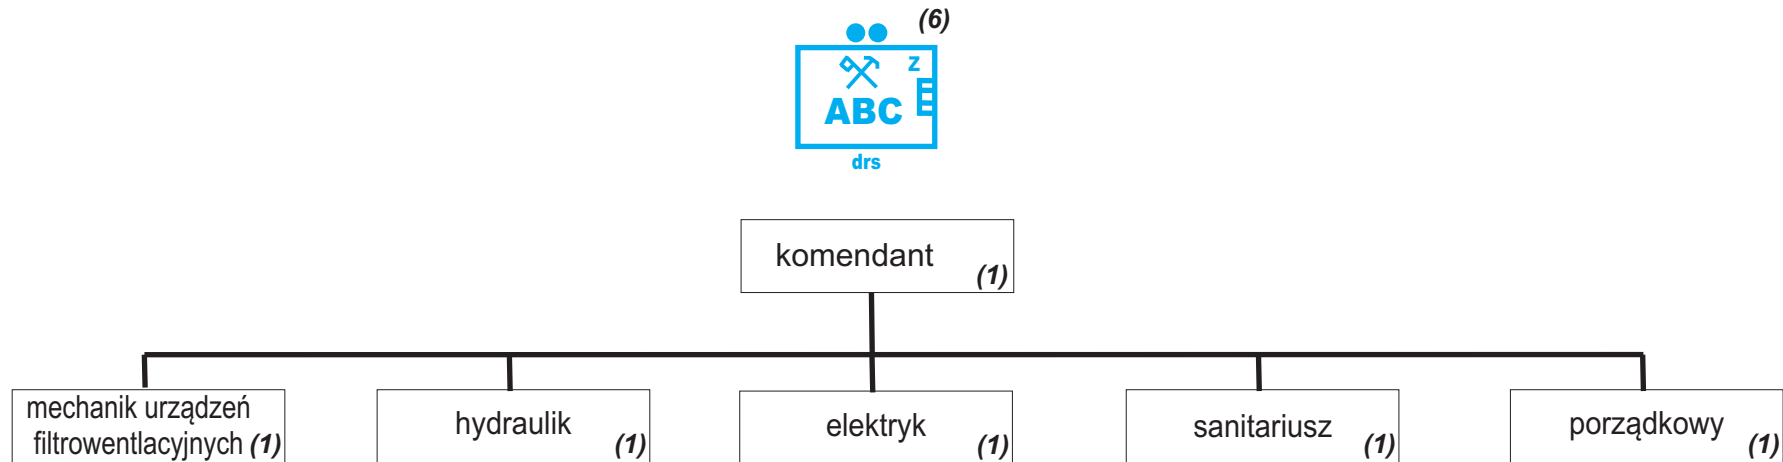 (6)
Z
ABC
drs
komendant
(1)
mechanik urządzeń
filtrowentlacyjnych (1)
hydraulik
(1)
elektryk
(1)
sanitariusz
(1)
porządkowy
(1)